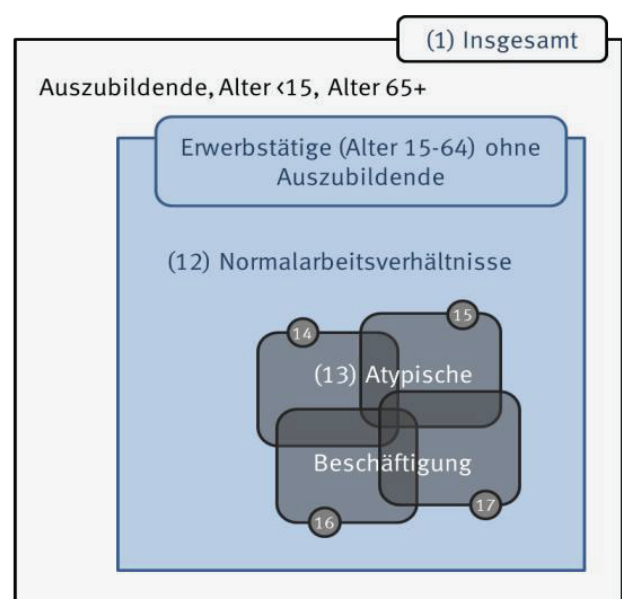 (1) Insgesamt
Auszubildende, Alter <15, Alter 65+
Erwerbstätige (Alter 15-64) ohne
Auszubildende
(12) Normalarbeitsverhältnisse
14
15
(13) Atypische
Beschäftigung
16
17